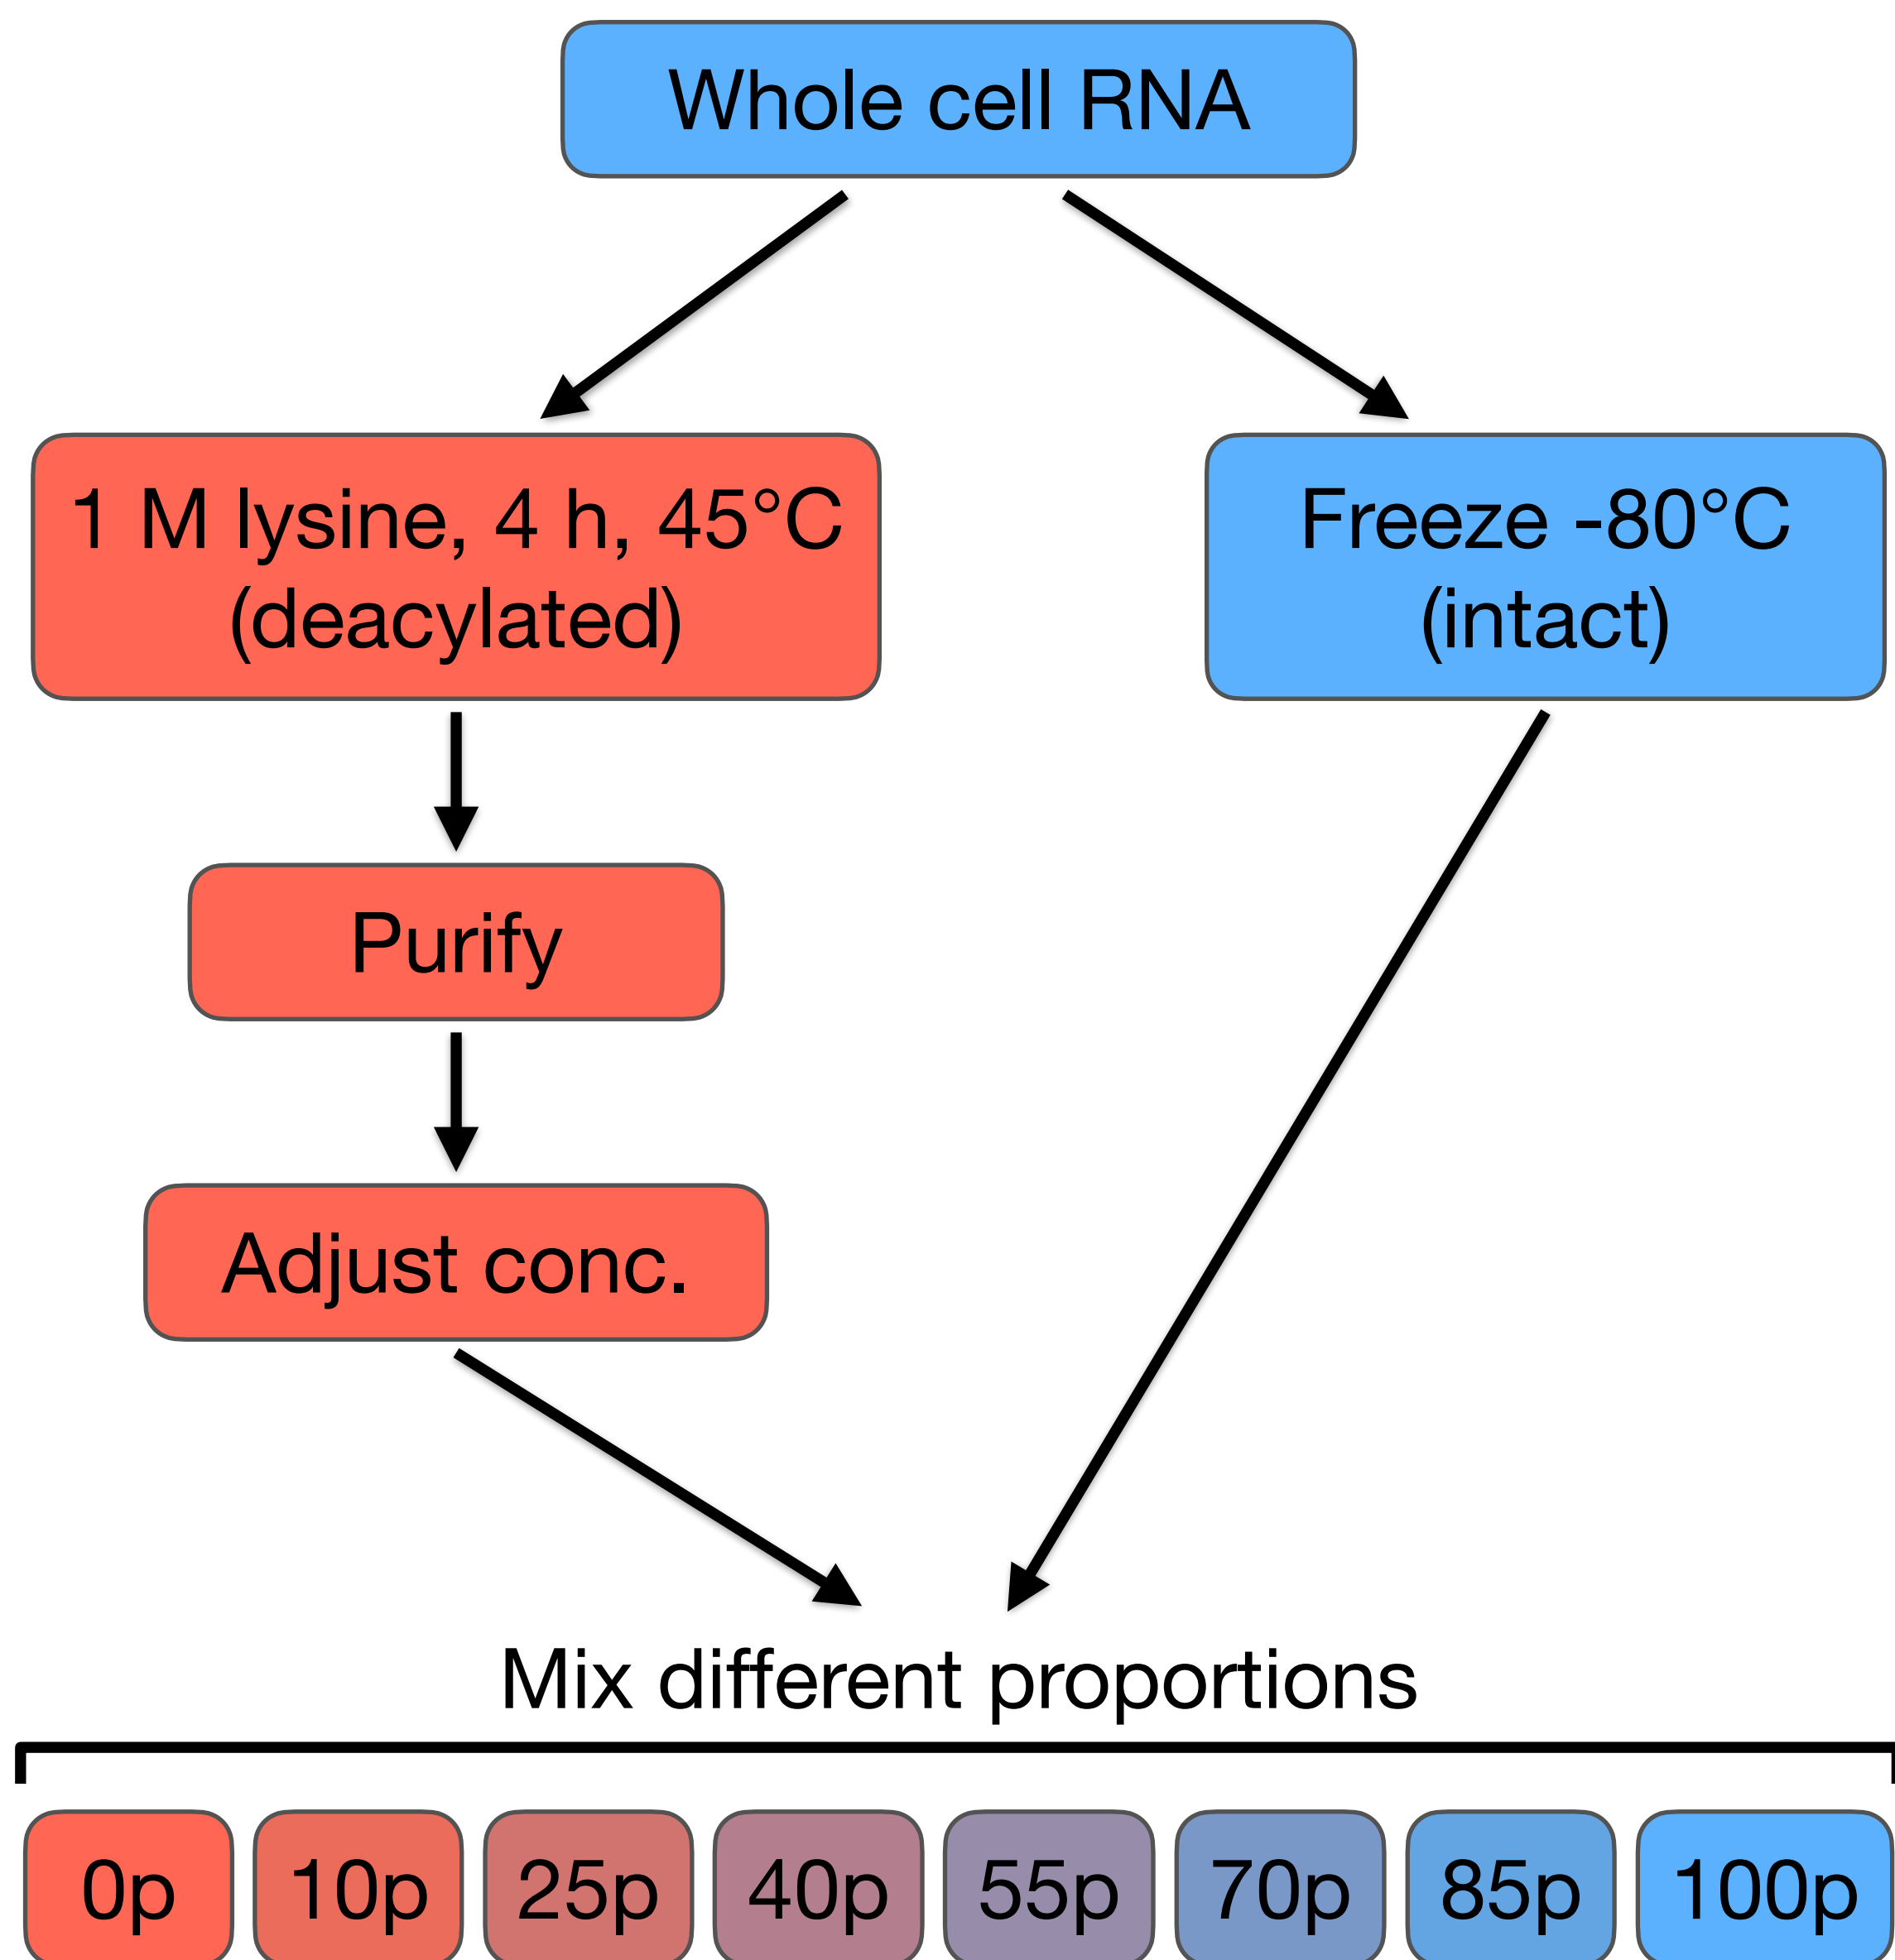 Whole cell RNA
1 M lysine, 4 h, 45°C
(deacylated)
Freeze -80°C
(intact)
Purify
Adjust conc.
Mix different proportions
0p 10p 25p 40p 55p 70p 85p 100p